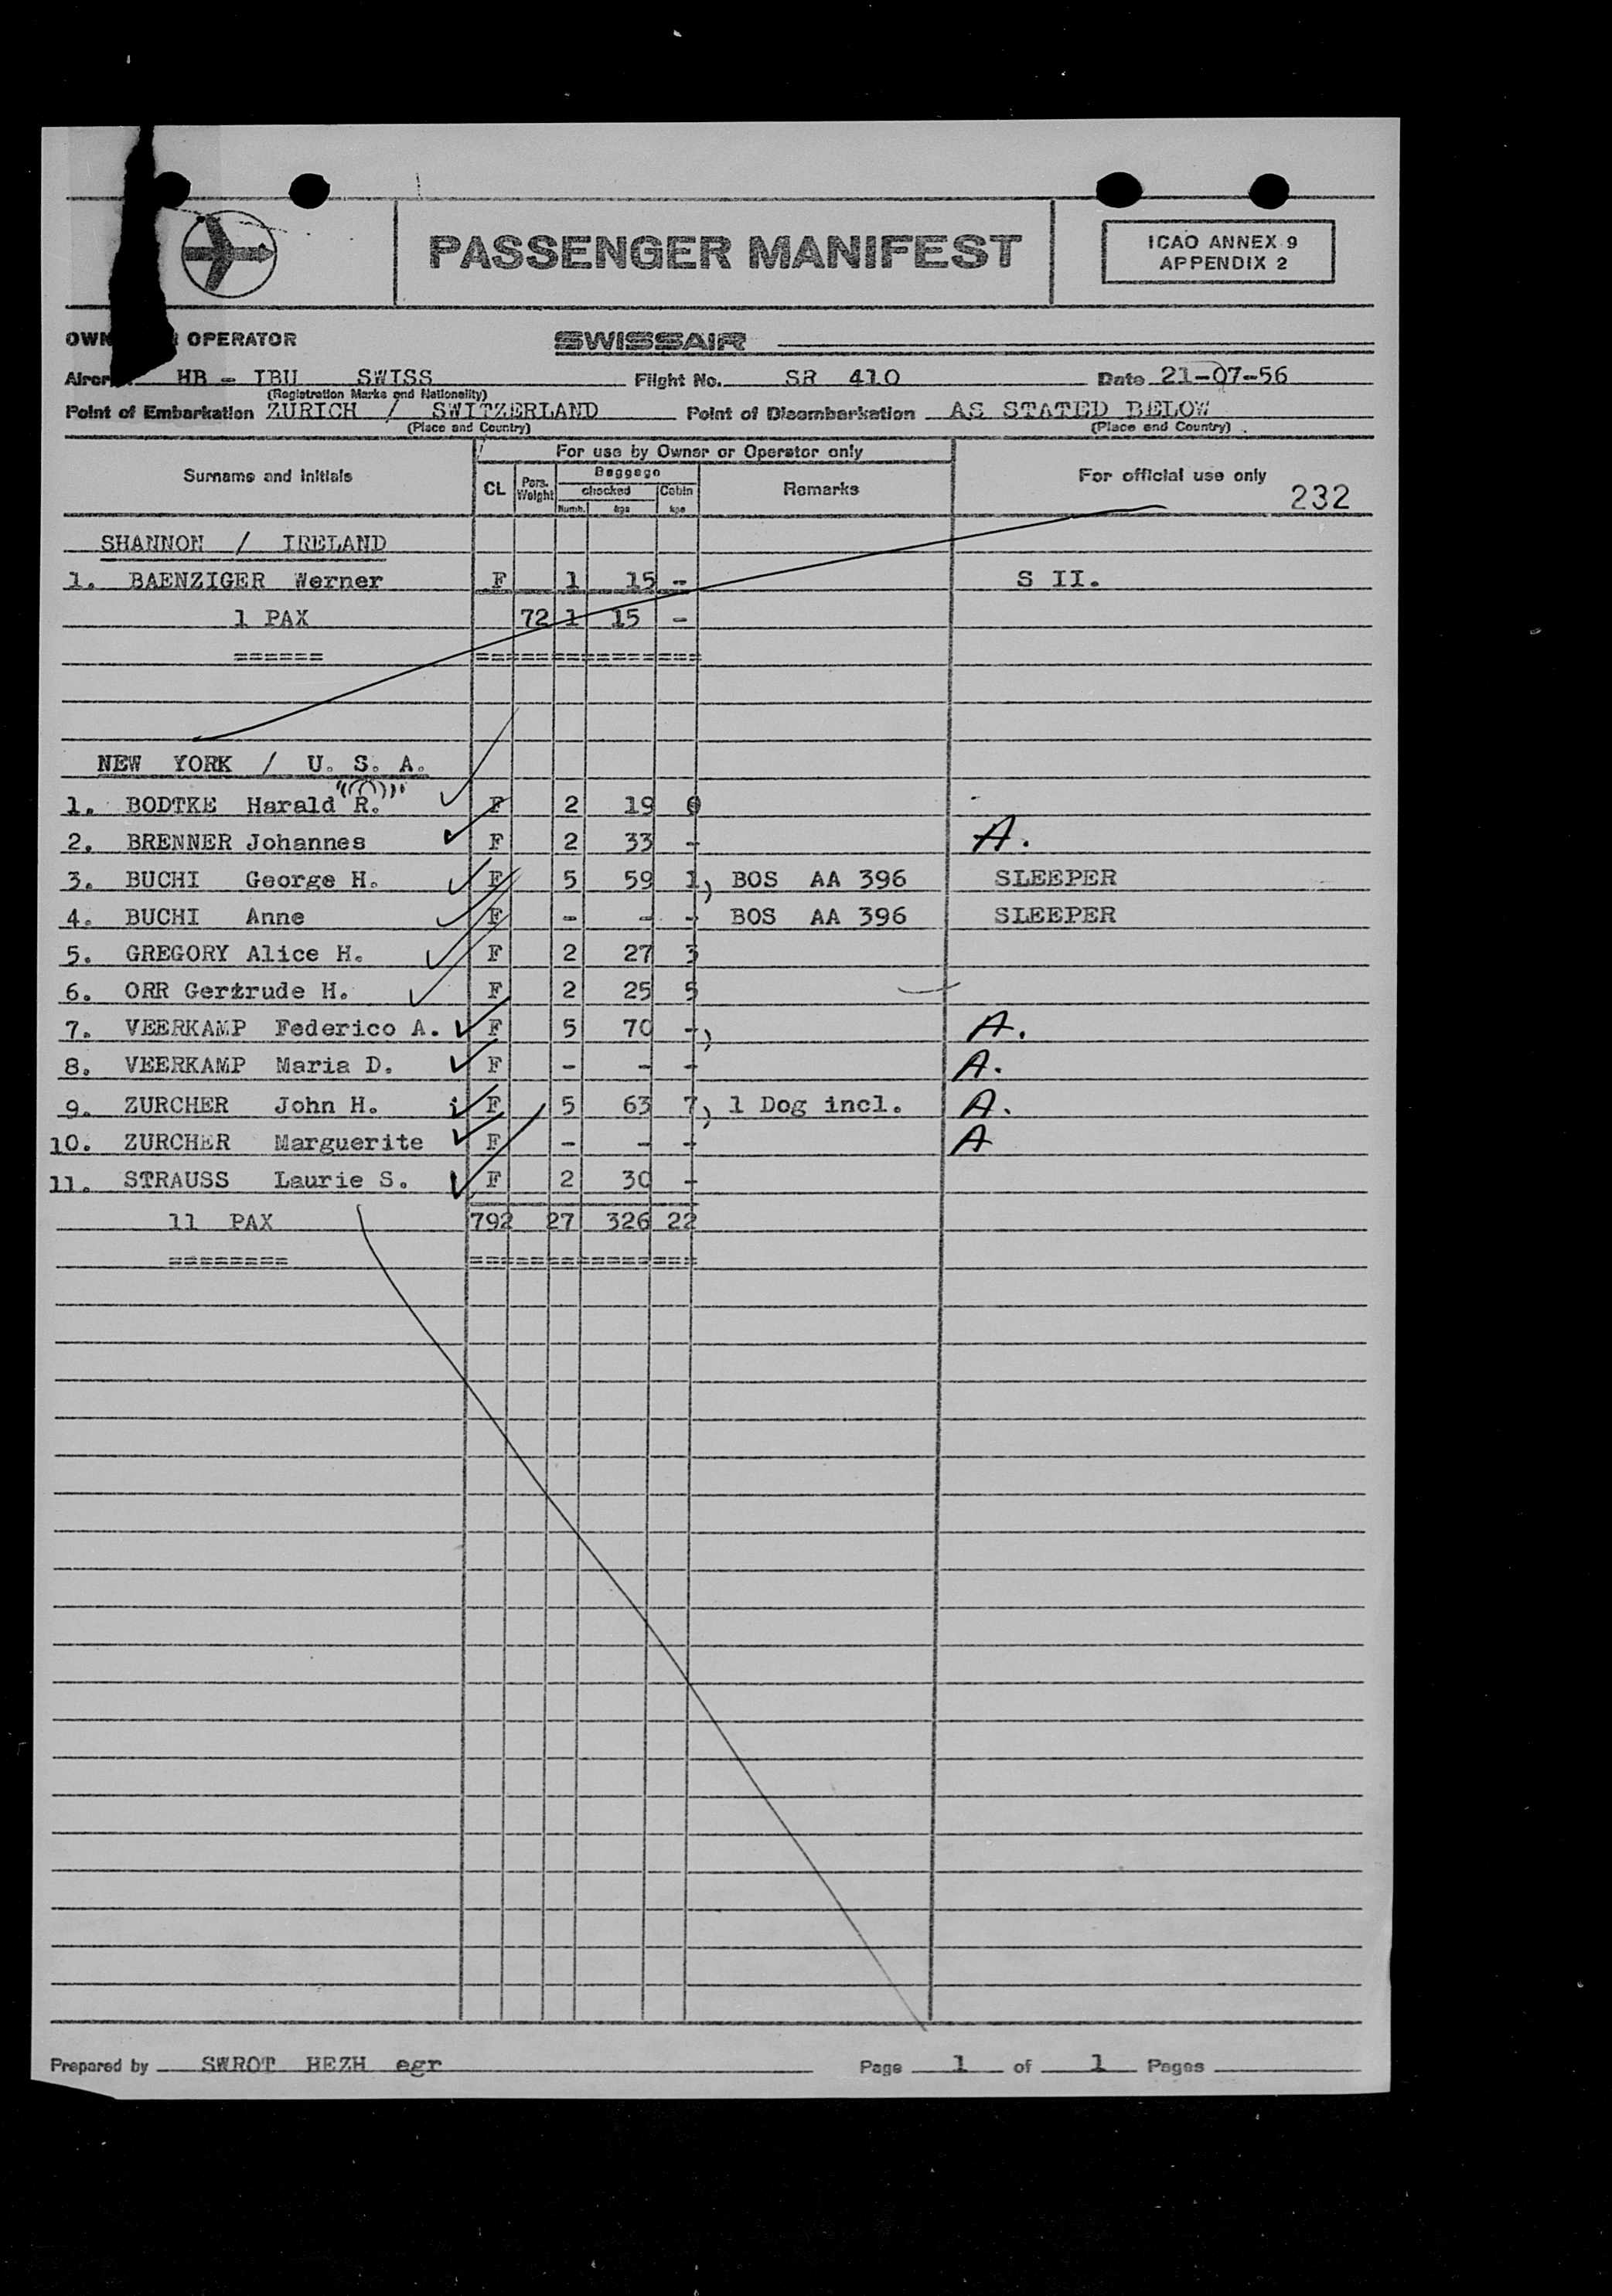 PASSENGER MANIFEST
ICAO ANNEX 9
APPENDIX 2
OPERATOR SWISSAIR
HB - IBU SWISS Flight No. SR 410 Date 21-07-56
(Registration Marks and Nationality)
Point of Embarkation ZURICH / SWITZERLAND Point of Disembarkation AS STATED BELOW
(Place and Country) (Place and Country)
For use by Owner or Operator only
Surname and initials CL Pers. Weight Baggage checked Numb. kgs Cabin kgs Remarks For official use only
232
SHANNON / IRELAND
1. BAENZIGER Werner F 1 15 - S II.
1 PAX 72 1 15 -
====== ===============
NEW YORK / U. S. A.
1. BODTKE Harald R. F 2 19
2. BRENNER Johannes F 2 33 - A.
3. BUCHI George H. F 5 59 1, BOS AA 396 SLEEPER
4. BUCHI Anne F - - - BOS AA 396 SLEEPER
5. GREGORY Alice H. F 2 27 3
6. ORR Gertrude H. F 2 25 5
7. VEERKAMP Federico A. F 5 70 -, A.
8. VEERKAMP Maria D. F - - - A.
9. ZURCHER John H. F 5 63 7, 1 Dog incl. A.
10. ZURCHER Marguerite F - - - A
11. STRAUSS Laurie S. F 2 30 -
11 PAX 792 27 326 22
======== ===============
Prepared by SWROT HEZH egr Page 1 of 1 Pages